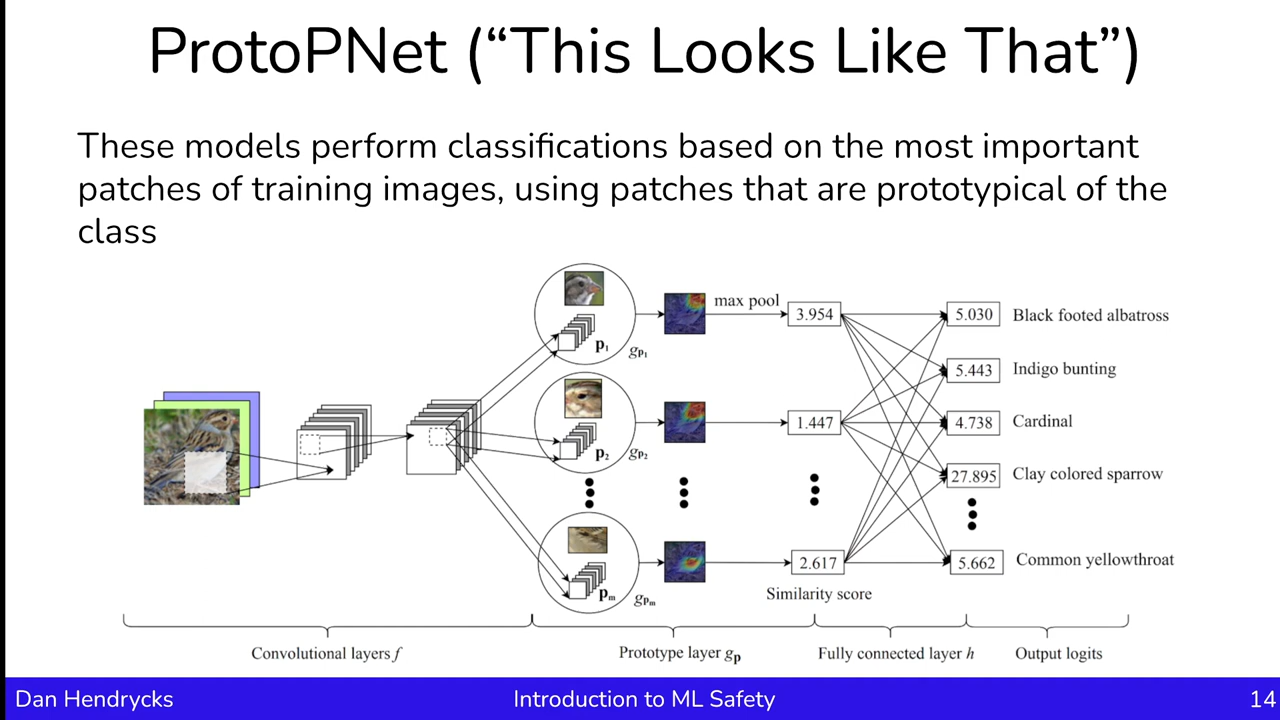 ProtoPNet (“This Looks Like That”)
These models perform classifications based on the most important
patches of training images, using patches that are prototypical of the
class
p1
gp1
max pool
3.954
5.030
Black footed albatross
5.443
Indigo bunting
p2
gp2
1.447
4.738
Cardinal
27.895
Clay colored sparrow
pm
gpm
2.617
5.662
Common yellowthroat
Similarity score
Convolutional layers f
Prototype layer gp
Fully connected layer h
Output logits
Dan Hendrycks
Introduction to ML Safety
14